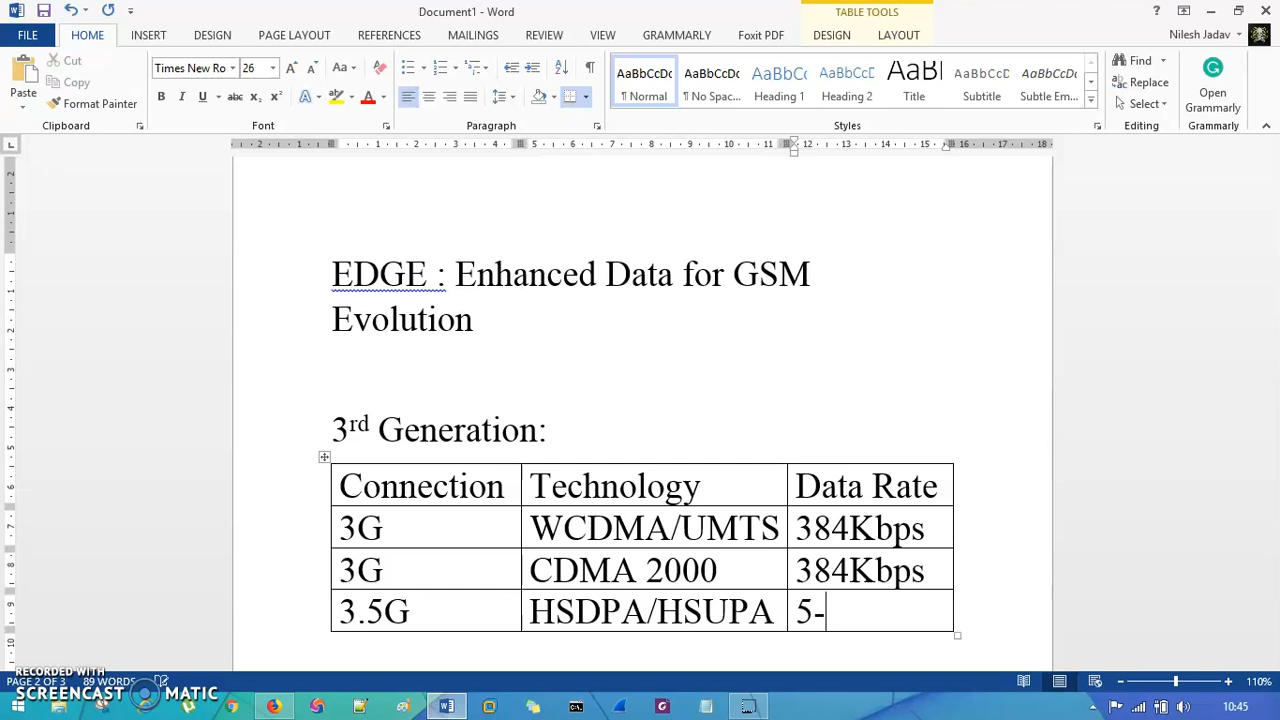 Document1 - Word
TABLE TOOLS
FILE HOME INSERT DESIGN PAGE LAYOUT REFERENCES MAILINGS REVIEW VIEW GRAMMARLY Foxit PDF DESIGN LAYOUT Nilesh Jadav
Paste
Cut
Copy
Format Painter
Clipboard
Times New Ro 26
Font
Paragraph
AaBbCcDc AaBbCcDc AaBbCc AaBbCcD AaBl AaBbCcD AaBbCcDc
¶ Normal ¶ No Spac... Heading 1 Heading 2 Title Subtitle Subtle Em...
Styles
Find
Replace
Select
Editing
Open
Grammarly
Grammarly
EDGE : Enhanced Data for GSM
Evolution
3rd Generation:
Connection Technology Data Rate
3G WCDMA/UMTS 384Kbps
3G CDMA 2000 384Kbps
3.5G HSDPA/HSUPA 5-
RECORDED WITH
PAGE 2 OF 3 89 WORDS
SCREENCAST MATIC
110%
10:45